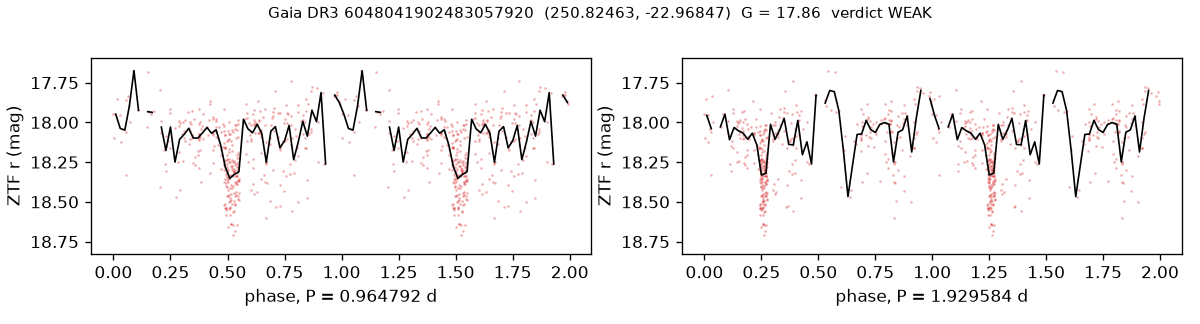 Gaia DR3 6048041902483057920 (250.82463, -22.96847) G = 17.86 verdict WEAK
ZTF r (mag)
17.75
18.00
18.25
18.50
18.75
0.00 0.25 0.50 0.75 1.00 1.25 1.50 1.75 2.00
phase, P = 0.964792 d
ZTF r (mag)
17.75
18.00
18.25
18.50
18.75
0.00 0.25 0.50 0.75 1.00 1.25 1.50 1.75 2.00
phase, P = 1.929584 d